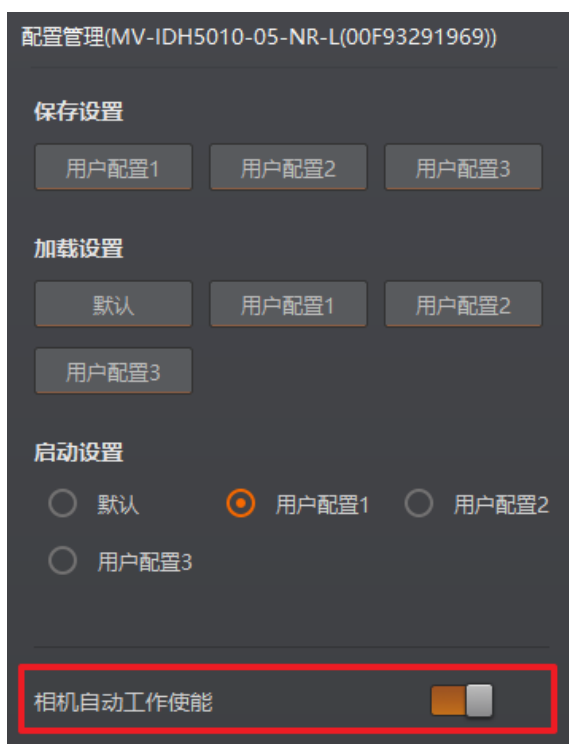 配置管理(MV-IDH5010-05-NR-L(00F93291969))
保存设置
用户配置1 用户配置2 用户配置3
加载设置
默认 用户配置1 用户配置2
用户配置3
启动设置
默认 用户配置1 用户配置2
用户配置3
相机自动工作使能